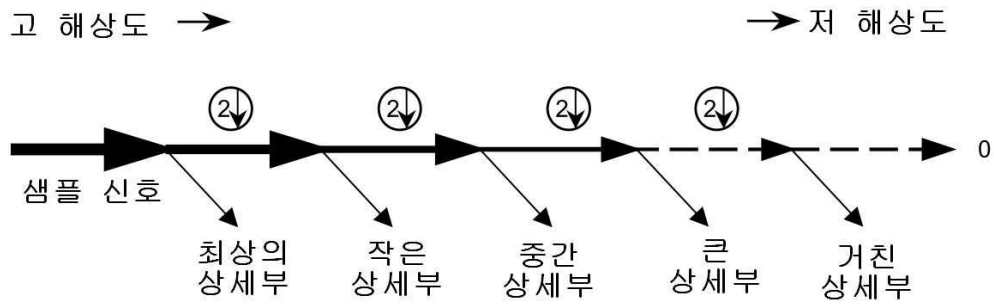 고 해상도
저 해상도
2 2 2 2
0
샘플 신호
최상의
상세부
작은
상세부
중간
상세부
큰
상세부
거친
상세부